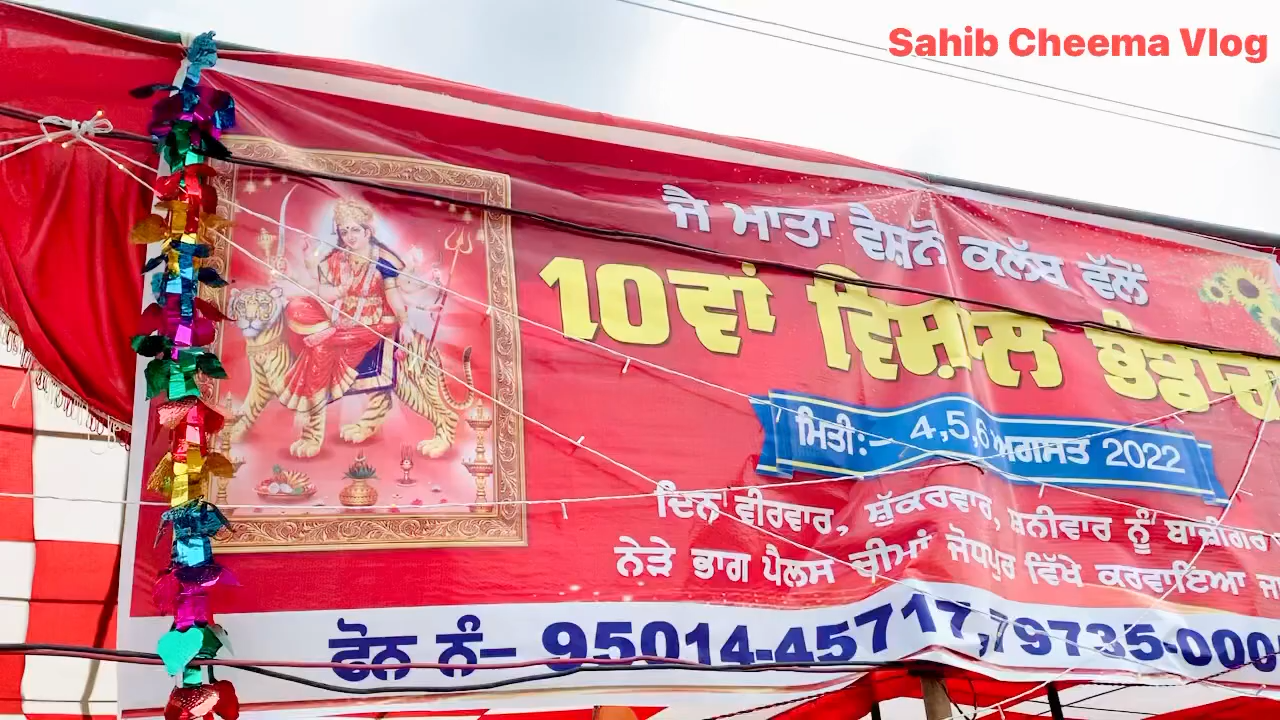 Sahib Cheema Vlog
ਜੈ ਮਾਤਾ ਵੈਸ਼ਨੋ ਕਲੱਬ ਵੱਲੋਂ
10ਵਾਂ ਵਿਸ਼ਾਲ ਭੰਡਾਰਾ
ਮਿਤੀ:- 4,5,6 ਅਗਸਤ 2022
ਦਿਨ ਵੀਰਵਾਰ, ਸ਼ੁੱਕਰਵਾਰ, ਸ਼ਨੀਵਾਰ ਨੂੰ ਬਾਜ਼ੀਗਰ
ਨੇੜੇ ਭਾਗ ਪੈਲਸ ਚੀਮਾਂ ਜੋਧਪੁਰ ਵਿੱਖੇ ਕਰਵਾਇਆ
ਫੋਨ ਨੰ- 95014-45717,79735-000